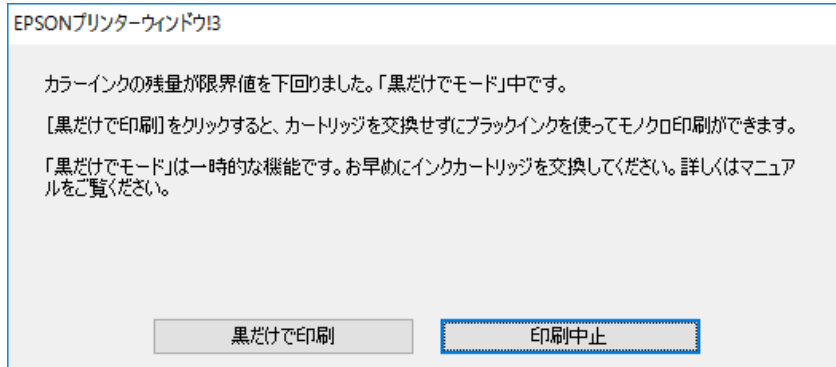 EPSONプリンターウィンドウ!3
カラーインクの残量が限界値を下回りました。「黒だけでモード」中です。
[黒だけで印刷]をクリックすると、カートリッジを交換せずにブラックインクを使ってモノクロ印刷ができます。
「黒だけでモード」は一時的な機能です。お早めにインクカートリッジを交換してください。詳しくはマニュア
ルをご覧ください。
黒だけで印刷
印刷中止